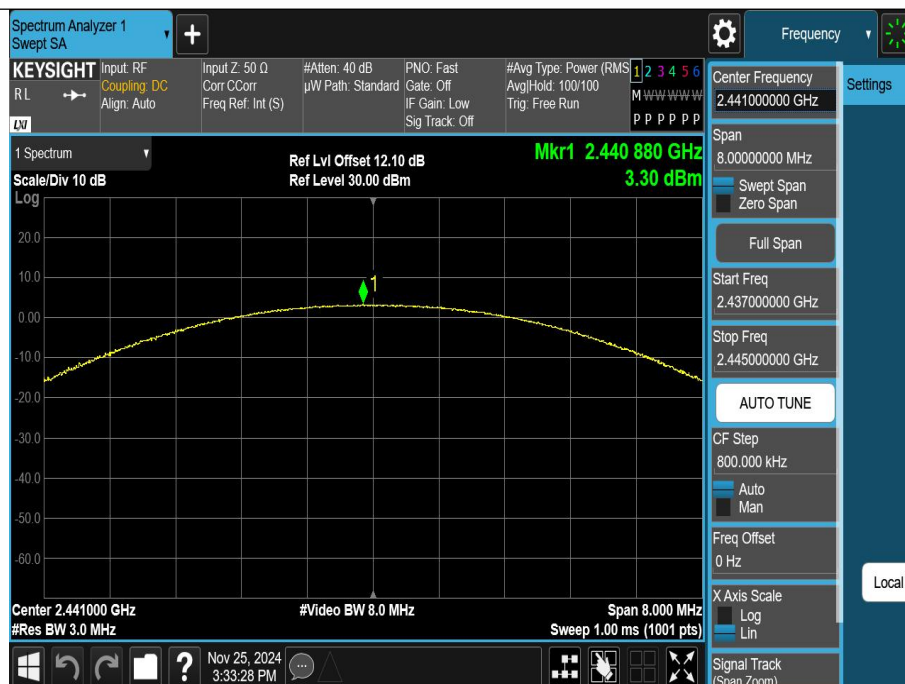 Spectrum Analyzer 1
Swept SA
Frequency
KEYSIGHT
RL
LXI
Input: RF
Coupling: DC
Align: Auto
Input Z: 50 Ω
Corr CCorr
Freq Ref: Int (S)
#Atten: 40 dB
µW Path: Standard
PNO: Fast
Gate: Off
IF Gain: Low
Sig Track: Off
#Avg Type: Power (RMS
Avg|Hold: 100/100
Trig: Free Run
1 2 3 4 5 6
M W W W W W
P P P P P P
1 Spectrum
Scale/Div 10 dB
Log
Ref Lvl Offset 12.10 dB
Ref Level 30.00 dBm
Mkr1 2.440 880 GHz
3.30 dBm
20.0
10.0
0.00
-10.0
-20.0
-30.0
-40.0
-50.0
-60.0
1
Center 2.441000 GHz
#Res BW 3.0 MHz
#Video BW 8.0 MHz
Span 8.000 MHz
Sweep 1.00 ms (1001 pts)
Nov 25, 2024
3:33:28 PM
Center Frequency
2.441000000 GHz
Span
8.00000000 MHz
Swept Span
Zero Span
Full Span
Start Freq
2.437000000 GHz
Stop Freq
2.445000000 GHz
AUTO TUNE
CF Step
800.000 kHz
Auto
Man
Freq Offset
0 Hz
X Axis Scale
Log
Lin
Signal Track
(Span Zoom)
Settings
Local